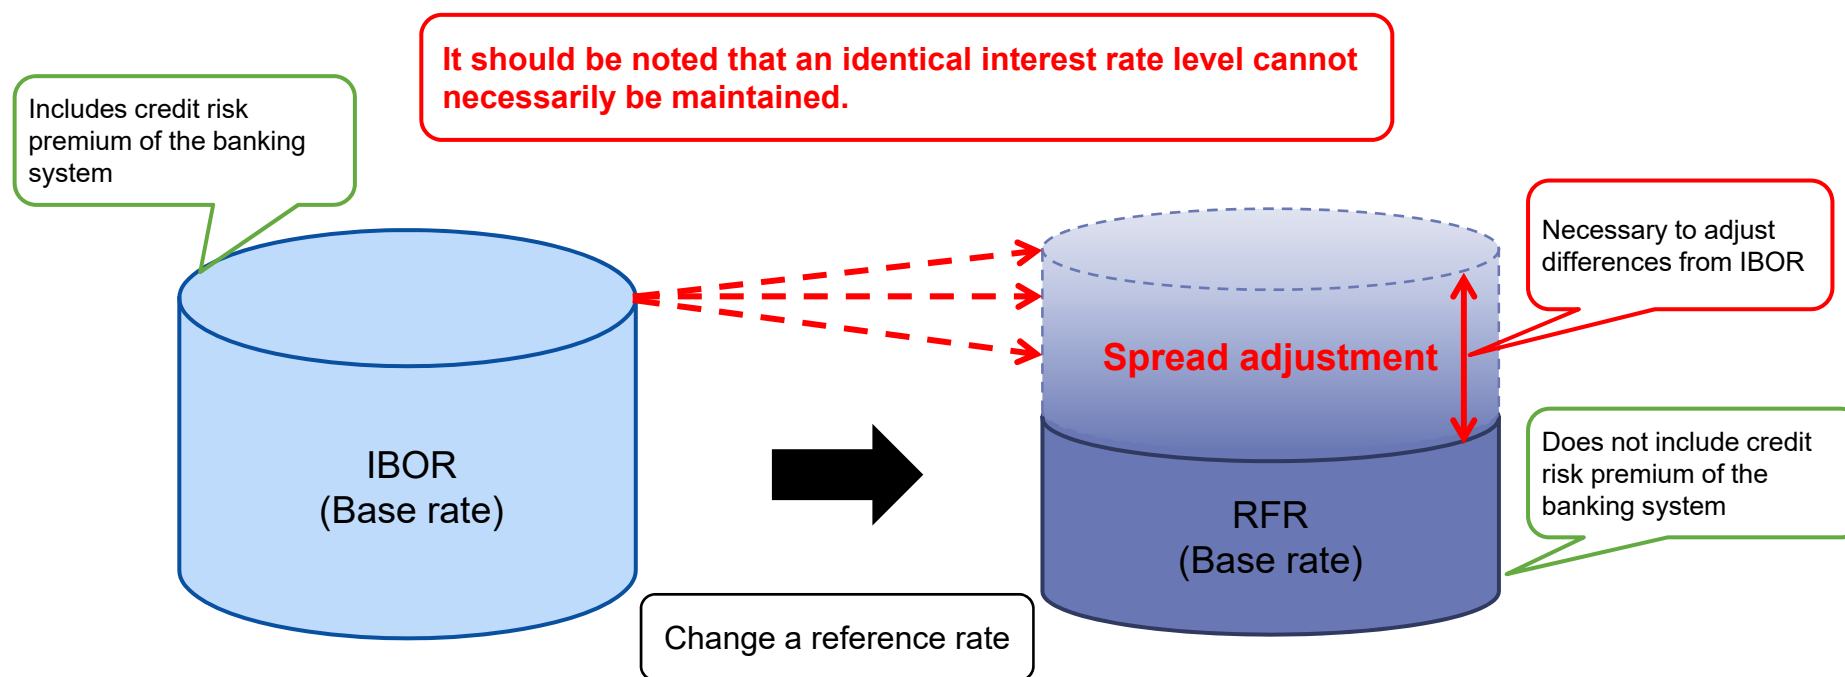 It should be noted that an identical interest rate level cannot
necessarily be maintained.
Includes credit risk
premium of the banking
system
Necessary to adjust
differences from IBOR
Spread adjustment
IBOR
(Base rate)
RFR
(Base rate)
Does not include credit
risk premium of the
banking system
Change a reference rate